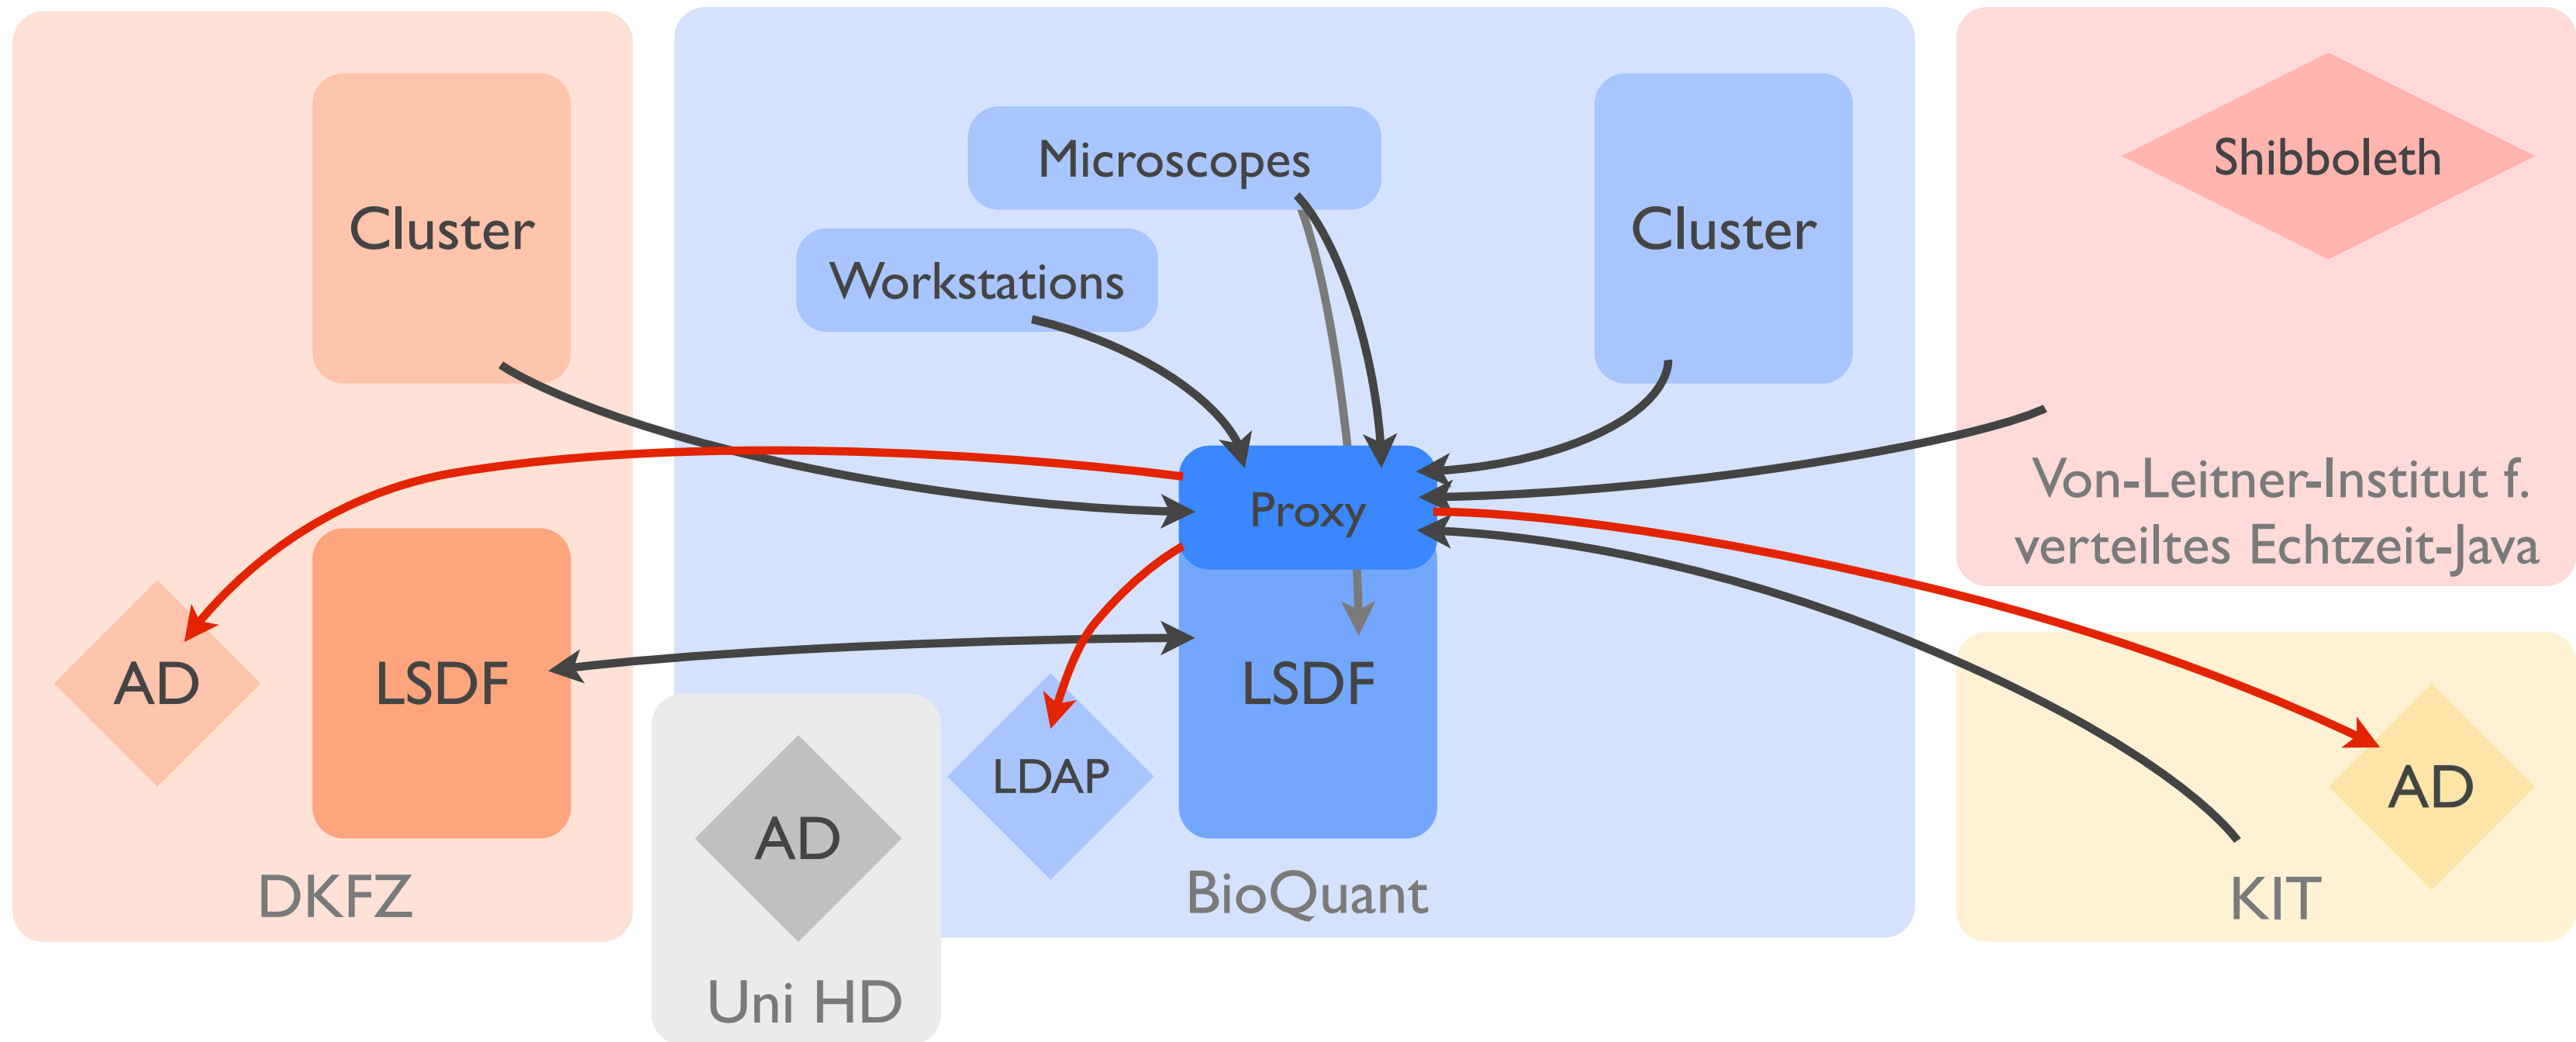 Cluster
AD
LSDF
DKFZ
Microscopes
Workstations
Cluster
Proxy
LSDF
LDAP
BioQuant
AD
Uni HD
Shibboleth
Von-Leitner-Institut f.
verteiltes Echtzeit-Java
AD
KIT